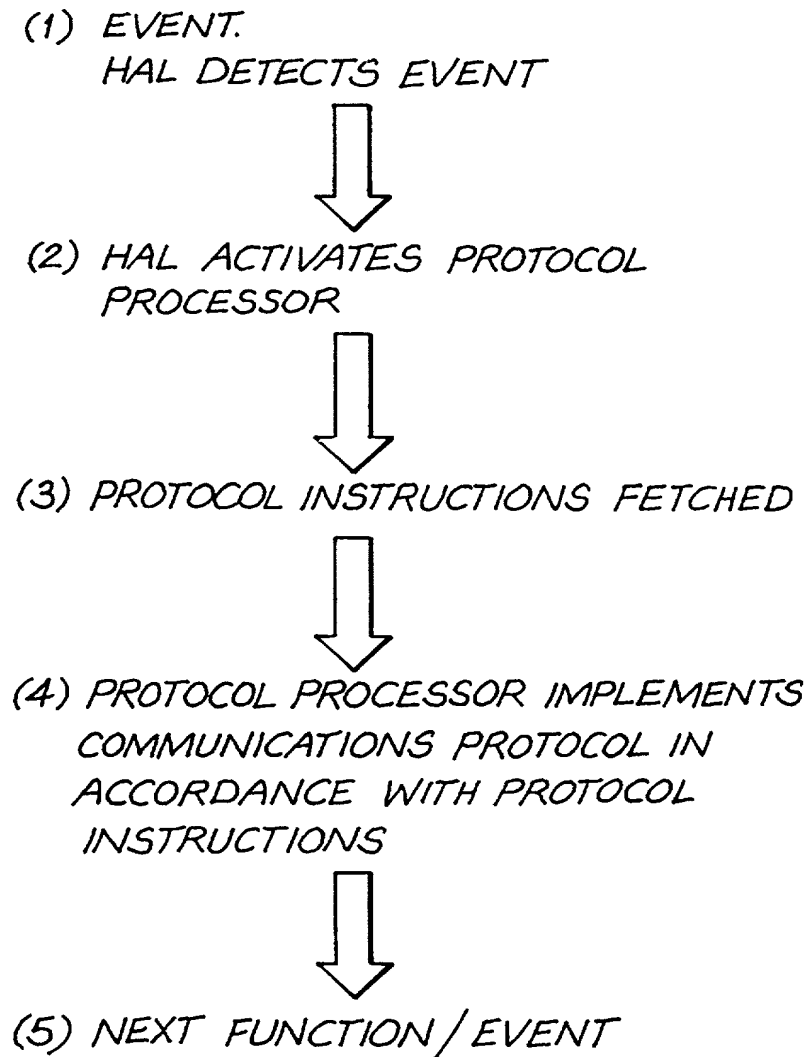 (1) EVENT.
HAL DETECTS EVENT
(2) HAL ACTIVATES PROTOCOL
PROCESSOR
(3) PROTOCOL INSTRUCTIONS FETCHED
(4) PROTOCOL PROCESSOR IMPLEMENTS
COMMUNICATIONS PROTOCOL IN
ACCORDANCE WITH PROTOCOL
INSTRUCTIONS
(5) NEXT FUNCTION/EVENT